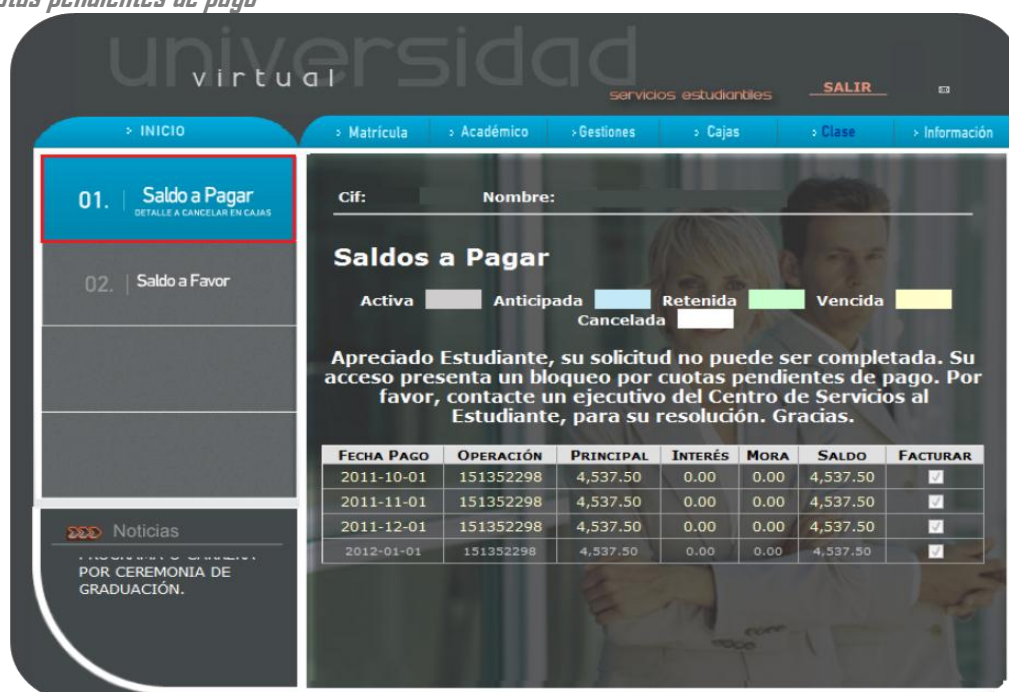 cuotas pendientes de pago
universidad
virtual
servicios estudiantiles
SALIR
> INICIO
> Matrícula > Académico > Gestiones > Cajas > Clase > Información
01. | Saldo a Pagar
DETALLE A CANCELAR EN CAJAS
02. | Saldo a Favor
Cif: Nombre:
Saldos a Pagar
Activa Anticipada Retenida Vencida
Cancelada
Apreciado Estudiante, su solicitud no puede ser completada. Su
acceso presenta un bloqueo por cuotas pendientes de pago. Por
favor, contacte un ejecutivo del Centro de Servicios al
Estudiante, para su resolución. Gracias.
FECHA PAGO OPERACIÓN PRINCIPAL INTERÉS MORA SALDO FACTURAR
2011-10-01 151352298 4,537.50 0.00 0.00 4,537.50
2011-11-01 151352298 4,537.50 0.00 0.00 4,537.50
2011-12-01 151352298 4,537.50 0.00 0.00 4,537.50
2012-01-01 151352298 4,537.50 0.00 0.00 4,537.50
Noticias
POR CEREMONIA DE
GRADUACIÓN.